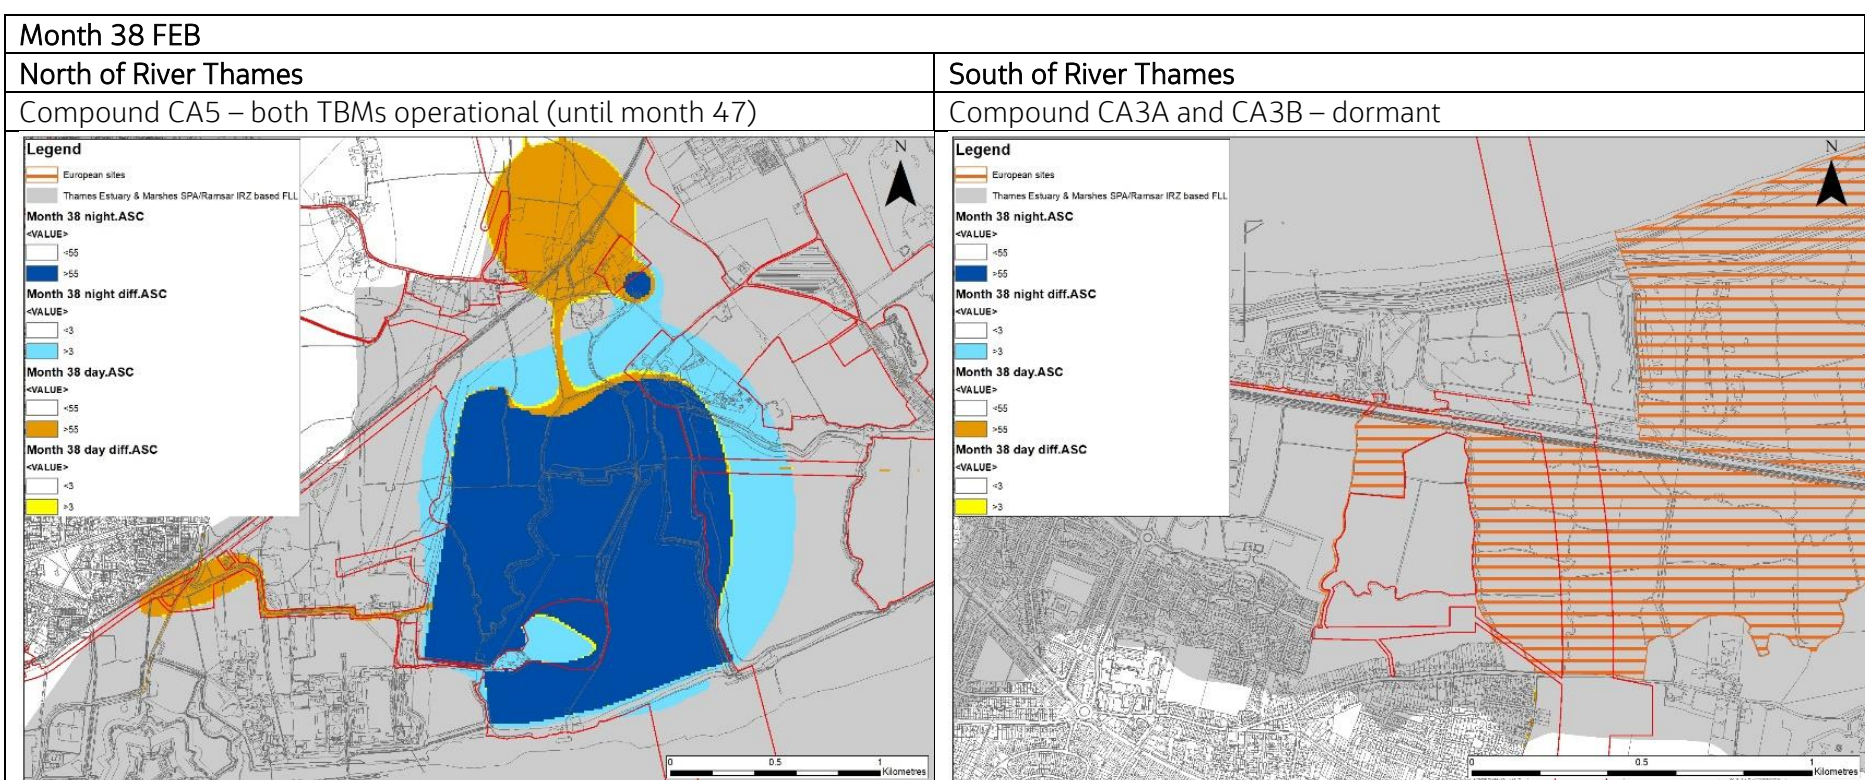 Month 38 FEB
North of River Thames
South of River Thames
Compound CA5 – both TBMs operational (until month 47)
Compound CA3A and CA3B – dormant
Legend
European sites
Thames Estuary & Marshes SPA/Ramsar IRZ based FLL
Month 38 night.ASC
<VALUE>
<55
>55
Month 38 night diff.ASC
<VALUE>
<3
>3
Month 38 day.ASC
<VALUE>
<55
>55
Month 38 day diff.ASC
<VALUE>
<3
>3
N
0 0.5 1
Kilometres
Legend
European sites
Thames Estuary & Marshes SPA/Ramsar IRZ based FLL
Month 38 night.ASC
<VALUE>
<55
>55
Month 38 night diff.ASC
<VALUE>
<3
>3
Month 38 day.ASC
<VALUE>
<55
>55
Month 38 day diff.ASC
<VALUE>
<3
>3
N
0 0.5 1
Kilometres